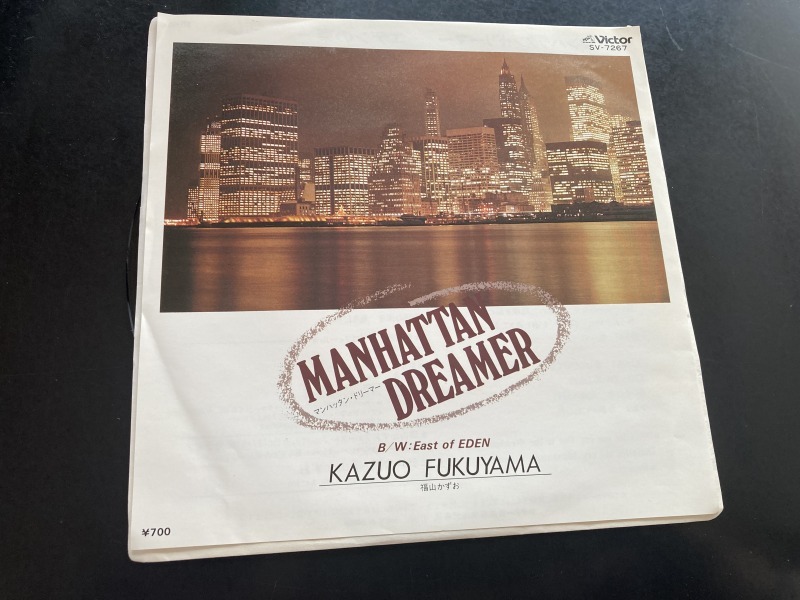 Victor
SV-7267
MANHATTAN
DREAMER
マンハッタン・ドリーマー
B/W:East of EDEN
KAZUO FUKUYAMA
福山かずお
¥700